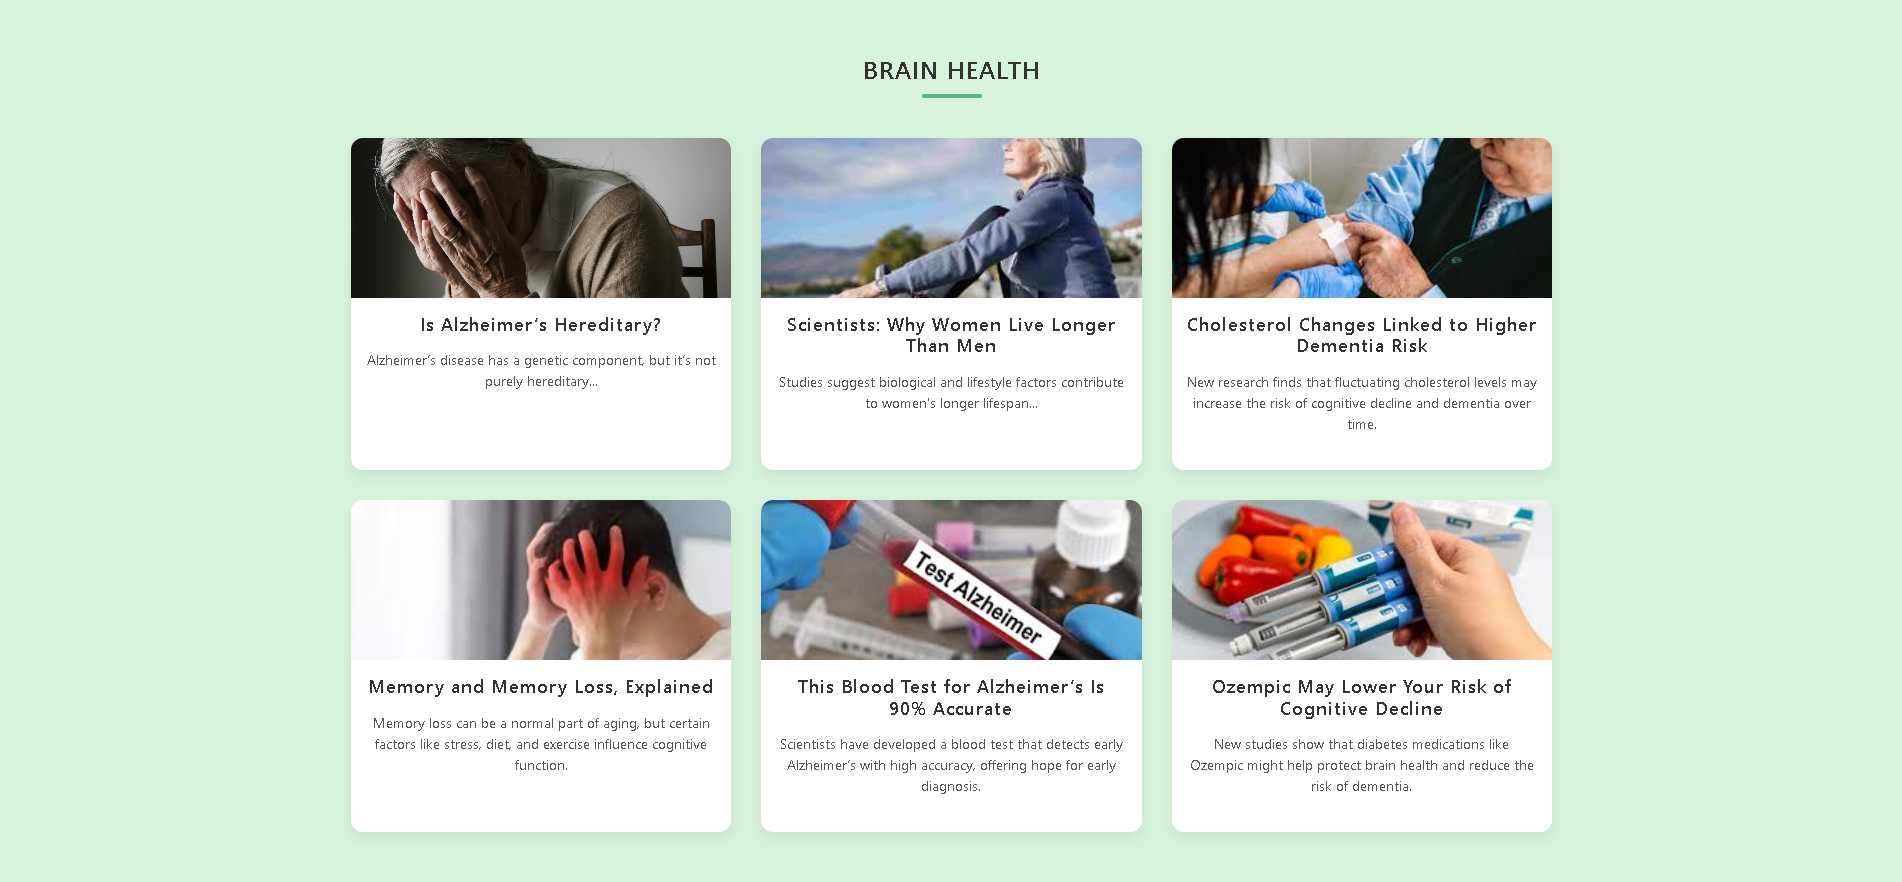 BRAIN HEALTH
Is Alzheimer’s Hereditary?
Alzheimer’s disease has a genetic component, but it’s not
purely hereditary...
Scientists: Why Women Live Longer
Than Men
Studies suggest biological and lifestyle factors contribute
to women's longer lifespan...
Cholesterol Changes Linked to Higher
Dementia Risk
New research finds that fluctuating cholesterol levels may
increase the risk of cognitive decline and dementia over
time.
Memory and Memory Loss, Explained
Memory loss can be a normal part of aging, but certain
factors like stress, diet, and exercise influence cognitive
function.
Test Alzheimer
This Blood Test for Alzheimer’s Is
90% Accurate
Scientists have developed a blood test that detects early
Alzheimer’s with high accuracy, offering hope for early
diagnosis.
Ozempic May Lower Your Risk of
Cognitive Decline
New studies show that diabetes medications like
Ozempic might help protect brain health and reduce the
risk of dementia.